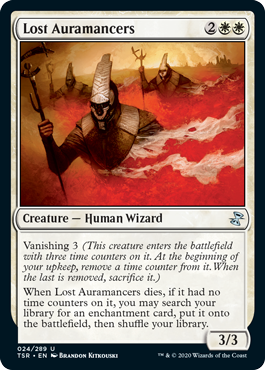 Lost Auramancers 2
Creature — Human Wizard
Vanishing 3 (This creature enters the battlefield
with three time counters on it. At the beginning of
your upkeep, remove a time counter from it. When
the last is removed, sacrifice it.)
When Lost Auramancers dies, if it had no
time counters on it, you may search your
library for an enchantment card, put it onto
the battlefield, then shuffle your library.
3/3
024/289 U
TSR • EN Brandon Kitkouski
™ & © 2020 Wizards of the Coast